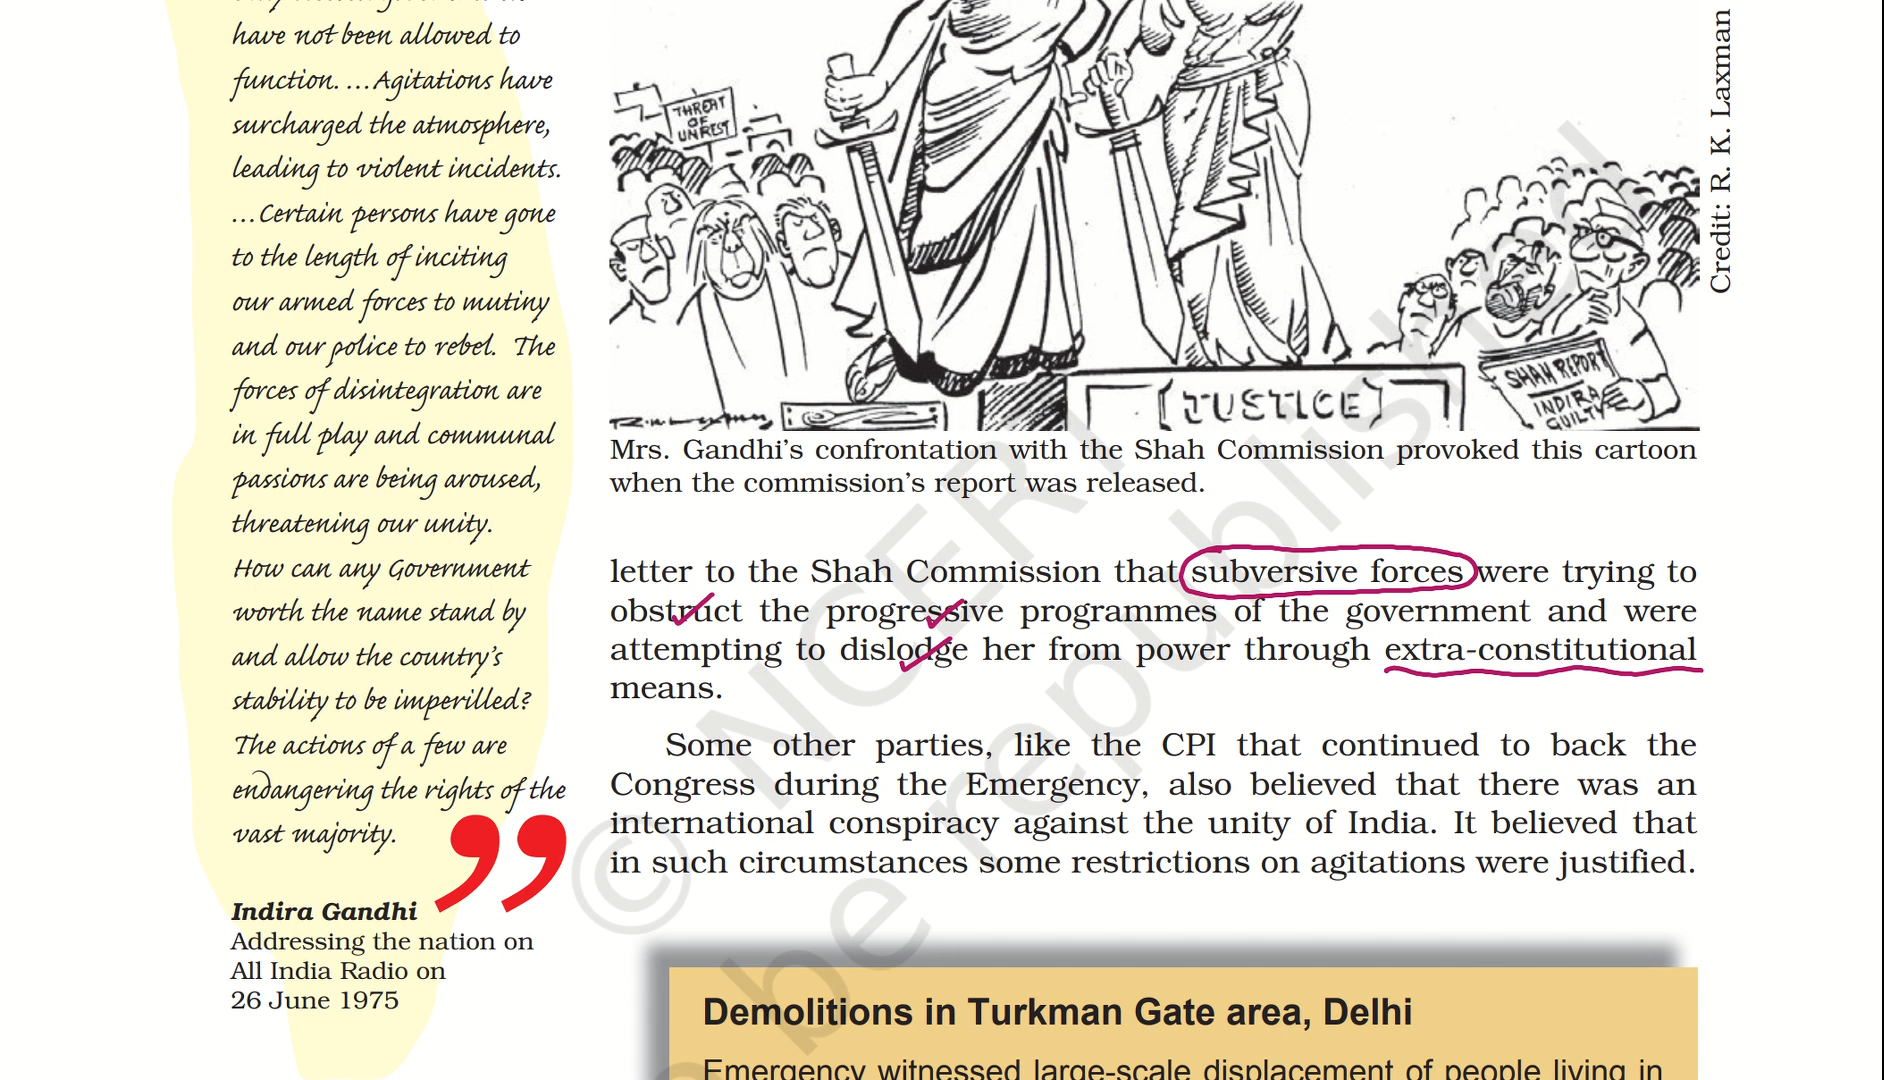 have not been allowed to
function. ...Agitations have
surcharged the atmosphere,
leading to violent incidents.
...Certain persons have gone
to the length of inciting
our armed forces to mutiny
and our police to rebel. The
forces of disintegration are
in full play and communal
passions are being aroused,
threatening our unity.
How can any Government
worth the name stand by
and allow the country's
stability to be imperilled?
The actions of a few are
endangering the rights of the
vast majority.
”
Indira Gandhi
Addressing the nation on
All India Radio on
26 June 1975
THREAT
OF
UNREST
JUSTICE
SHAH REPORT
INDIRA
GUILTY
Credit: R. K. Laxman
Mrs. Gandhi's confrontation with the Shah Commission provoked this cartoon
when the commission's report was released.
letter to the Shah Commission that subversive forces were trying to
obstruct the progressive programmes of the government and were
attempting to dislodge her from power through extra-constitutional
means.
Some other parties, like the CPI that continued to back the
Congress during the Emergency, also believed that there was an
international conspiracy against the unity of India. It believed that
in such circumstances some restrictions on agitations were justified.
Demolitions in Turkman Gate area, Delhi
Emergency witnessed large-scale displacement of people living in
© NCERT
be republished